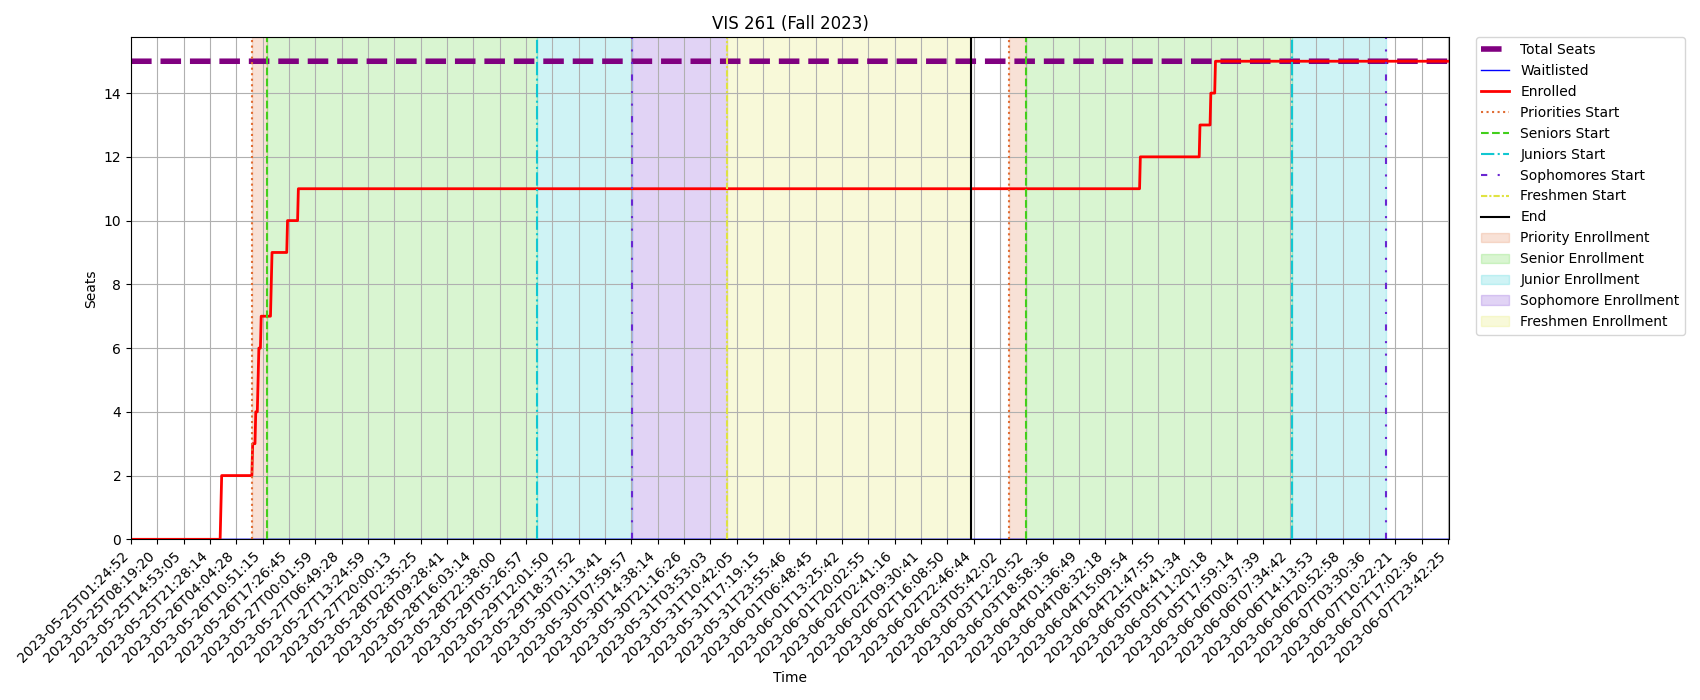 VIS 261 (Fall 2023)
Seats
14
12
10
8
6
4
2
0
2023-05-25T01:24:52
2023-05-25T08:19:20
2023-05-25T14:53:05
2023-05-25T21:28:14
2023-05-26T04:04:28
2023-05-26T10:51:15
2023-05-26T17:26:45
2023-05-27T00:01:59
2023-05-27T06:49:28
2023-05-27T13:24:59
2023-05-27T20:00:13
2023-05-28T02:35:25
2023-05-28T09:28:41
2023-05-28T16:03:14
2023-05-28T22:38:00
2023-05-29T05:26:57
2023-05-29T12:01:50
2023-05-29T18:37:52
2023-05-30T01:13:41
2023-05-30T07:59:57
2023-05-30T14:38:14
2023-05-30T21:16:28
2023-05-31T03:53:03
2023-05-31T10:42:05
2023-05-31T17:19:15
2023-05-31T23:55:46
2023-06-01T06:48:45
2023-06-01T13:25:42
2023-06-01T20:02:55
2023-06-02T02:41:16
2023-06-02T09:30:41
2023-06-02T16:08:50
2023-06-02T22:46:44
2023-06-03T05:42:02
2023-06-03T12:20:52
2023-06-03T18:58:36
2023-06-04T01:36:49
2023-06-04T08:32:18
2023-06-04T15:09:54
2023-06-04T21:47:55
2023-06-05T04:41:34
2023-06-05T11:20:18
2023-06-05T17:59:14
2023-06-06T00:37:39
2023-06-06T07:34:42
2023-06-06T14:13:53
2023-06-06T20:52:58
2023-06-07T03:30:36
2023-06-07T10:22:21
2023-06-07T17:02:36
2023-06-07T23:42:25
Time
Total Seats
Waitlisted
Enrolled
Priorities Start
Seniors Start
Juniors Start
Sophomores Start
Freshmen Start
End
Priority Enrollment
Senior Enrollment
Junior Enrollment
Sophomore Enrollment
Freshmen Enrollment